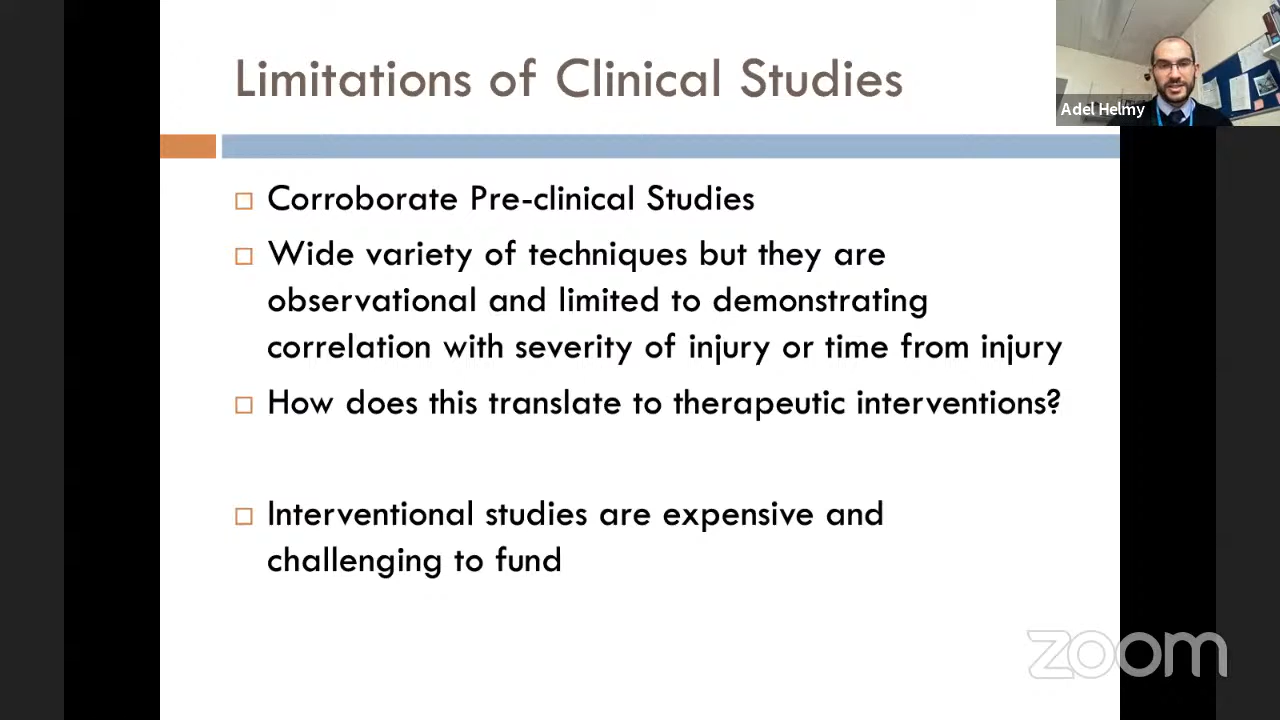 Limitations of Clinical Studies
Adel Helmy
Corroborate Pre-clinical Studies
Wide variety of techniques but they are
observational and limited to demonstrating
correlation with severity of injury or time from injury
How does this translate to therapeutic interventions?
Interventional studies are expensive and
challenging to fund
zoom